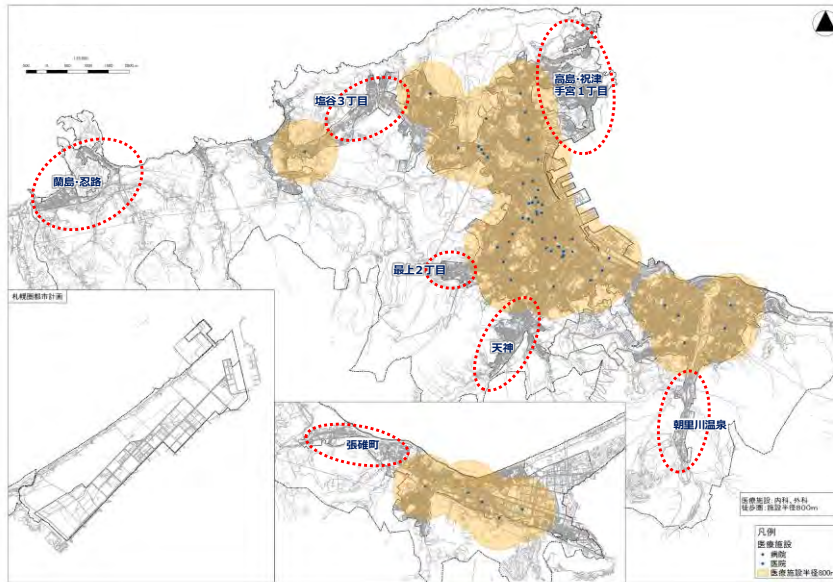 高島・祝津
手宮1丁目
塩谷3丁目
蘭島・忍路
最上2丁目
天神
朝里川温泉
張碓町
札幌圏都市計画
医療施設:内科、外科
徒歩圏:施設半径800m
凡例
医療施設
病院
医院
医療施設半径800m